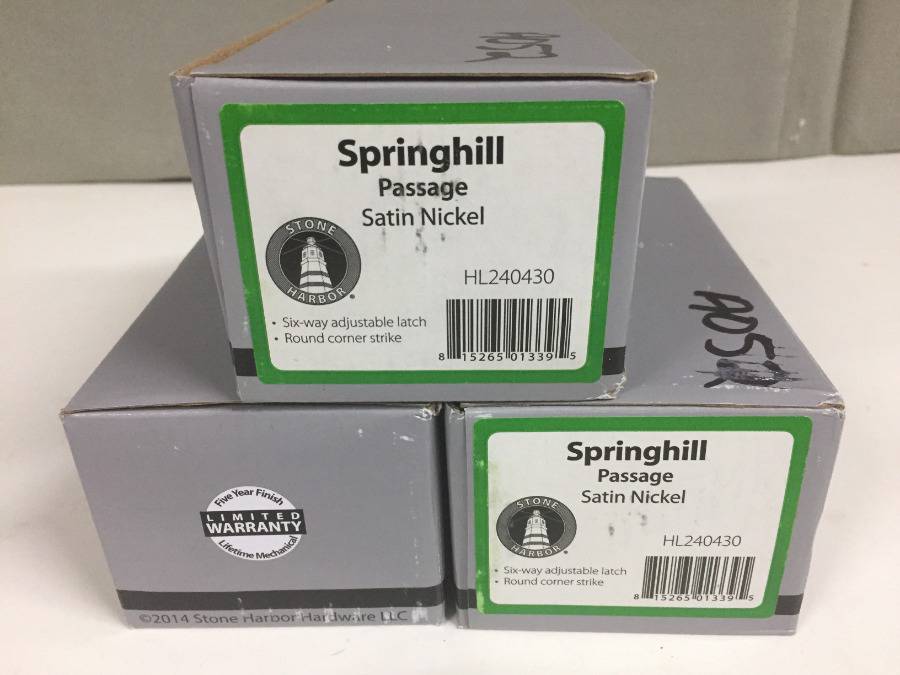 Springhill
Passage
Satin Nickel
STONE
HARBOR
HL240430
• Six-way adjustable latch
• Round corner strike
8 15265 01339 5
Five Year Finish
LIMITED
WARRANTY
Lifetime Mechanical
©2014 Stone Harbor Hardware LLC
Springhill
Passage
Satin Nickel
STONE
HARBOR
HL240430
• Six-way adjustable latch
• Round corner strike
8 15265 01339 5